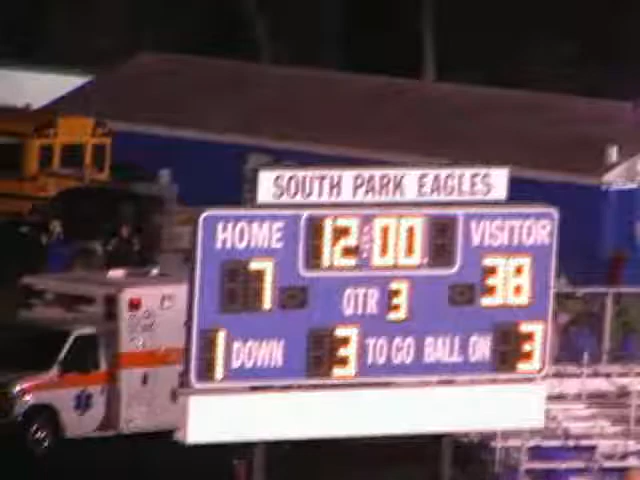 SOUTH PARK EAGLES
HOME 12:00 VISITOR
7 QTR 3 38
1 DOWN 3 TO GO BALL ON 3